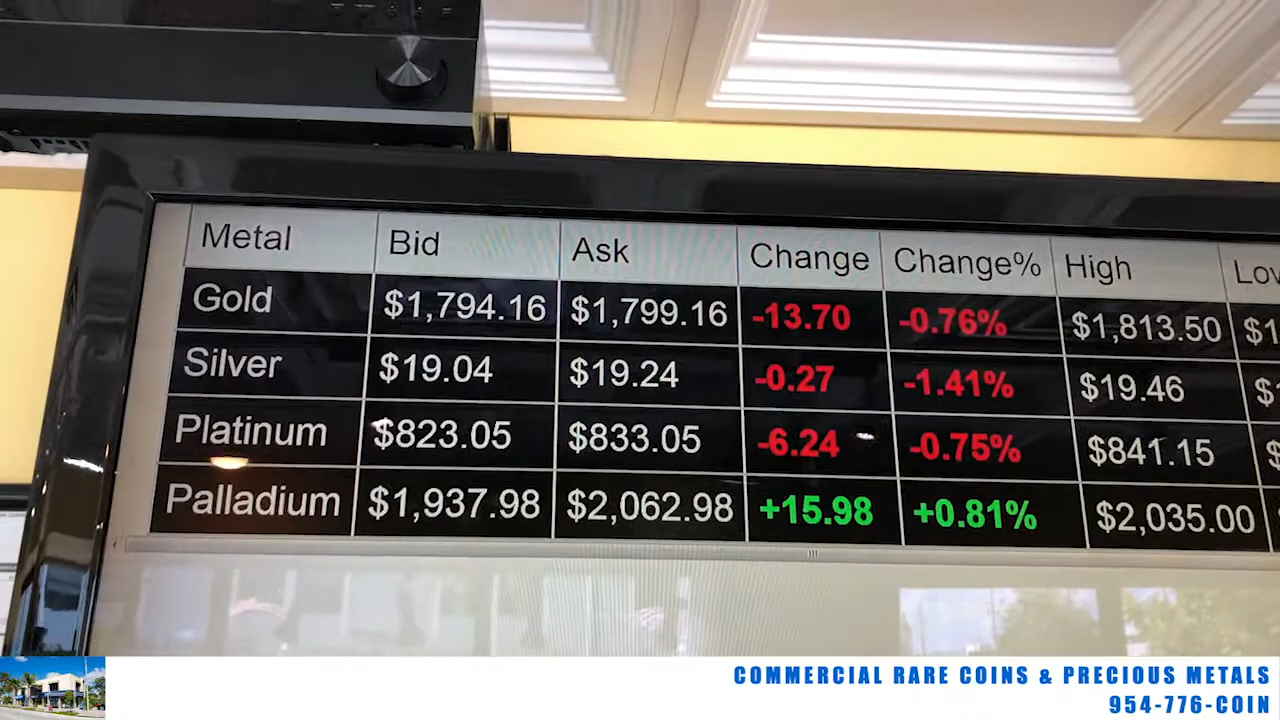 Metal Bid Ask Change Change% High Lo
Gold $1,794.16 $1,799.16 -13.70 -0.76% $1,813.50 $1
Silver $19.04 $19.24 -0.27 -1.41% $19.46 $
Platinum $823.05 $833.05 -6.24 -0.75% $841.15 $
Palladium $1,937.98 $2,062.98 +15.98 +0.81% $2,035.00
COMMERCIAL RARE COINS & PRECIOUS METALS
954-776-COIN